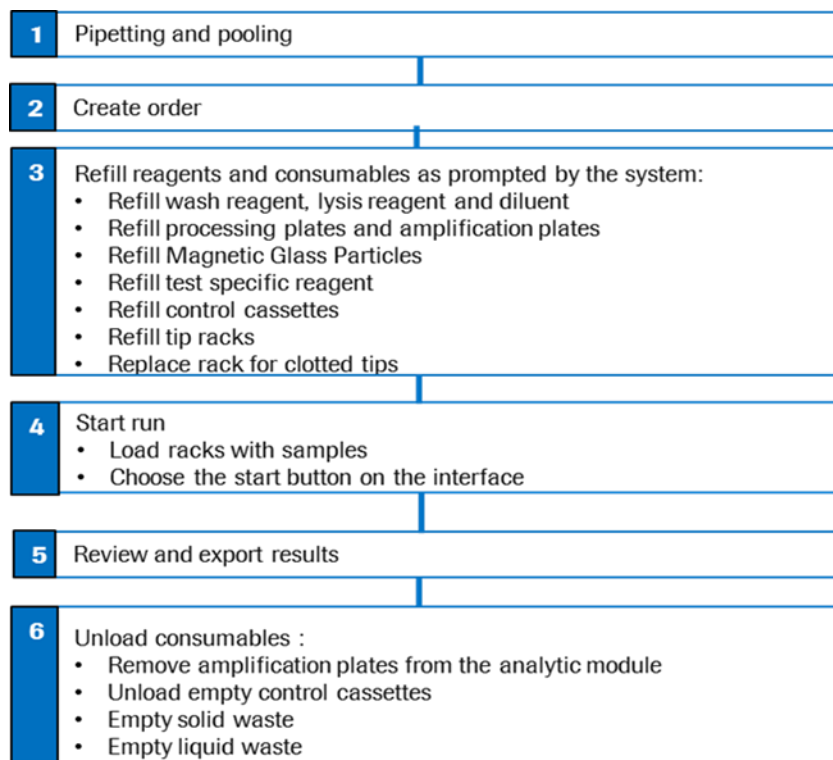 1 Pipetting and pooling
2 Create order
3 Refill reagents and consumables as prompted by the system:
• Refill wash reagent, lysis reagent and diluent
• Refill processing plates and amplification plates
• Refill Magnetic Glass Particles
• Refill test specific reagent
• Refill control cassettes
• Refill tip racks
• Replace rack for clotted tips
4 Start run
• Load racks with samples
• Choose the start button on the interface
5 Review and export results
6 Unload consumables :
• Remove amplification plates from the analytic module
• Unload empty control cassettes
• Empty solid waste
• Empty liquid waste